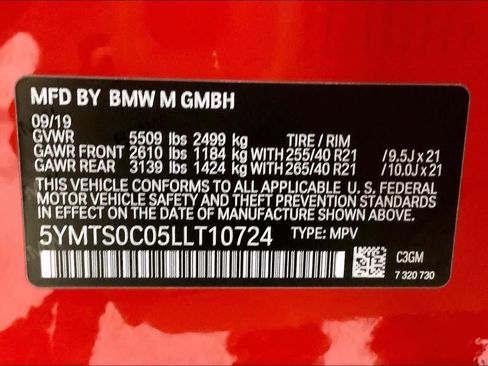 MFD BY BMW M GMBH
09/19
GVWR 5509 lbs 2499 kg TIRE / RIM
GAWR FRONT 2610 lbs 1184 kg WITH 255/40 R21 / 9.5J x 21
GAWR REAR 3139 lbs 1424 kg WITH 265/40 R21 / 10.0J x 21
THIS VEHICLE CONFORMS TO ALL APPLICABLE U. S. FEDERAL
MOTOR VEHICLE SAFETY, BUMPER, AND THEFT PREVENTION
STANDARDS IN EFFECT ON THE DATE OF MANUFACTURE SHOWN ABOVE.
5YMTS0C05LLT10724 TYPE: MPV
C3GM
7 320 730